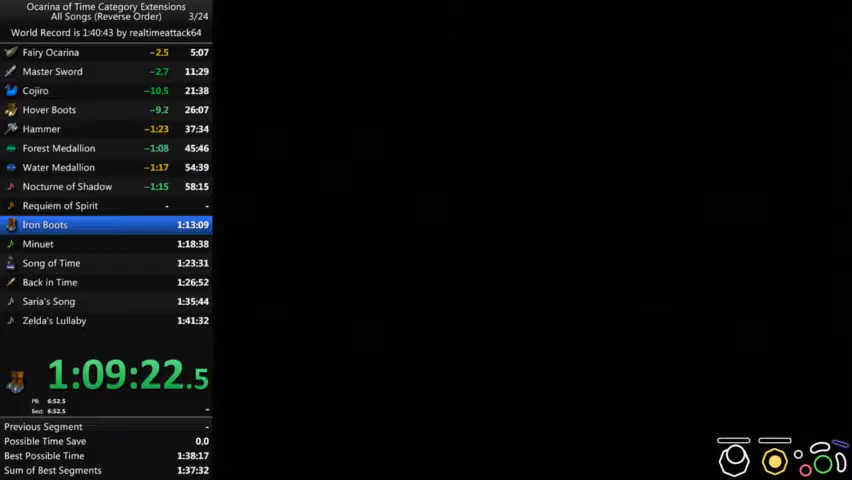 Ocarina of Time Category Extensions
All Songs (Reverse Order) 3/24
World Record is 1:40:43 by realtimeattack64
Fairy Ocarina −2.5 5:07
Master Sword −2.7 11:29
Cojiro −10.5 21:38
Hover Boots −9.2 26:07
Hammer −1:23 37:34
Forest Medallion −1:08 45:46
Water Medallion −1:17 54:39
Nocturne of Shadow −1:15 58:15
Requiem of Spirit - -
Iron Boots 1:13:09
Minuet 1:18:38
Song of Time 1:23:31
Back in Time 1:26:52
Saria's Song 1:35:44
Zelda's Lullaby 1:41:32
1:09:22.5
PB: 6:52.5
Best: 6:52.5 -
Previous Segment -
Possible Time Save 0.0
Best Possible Time 1:38:17
Sum of Best Segments 1:37:32